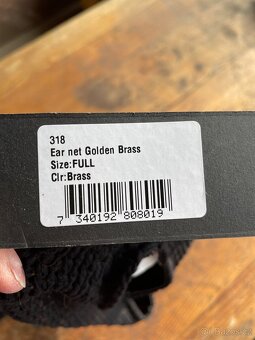 318
Ear net Golden Brass
Size:FULL
Clr:Brass
7 340192 808019